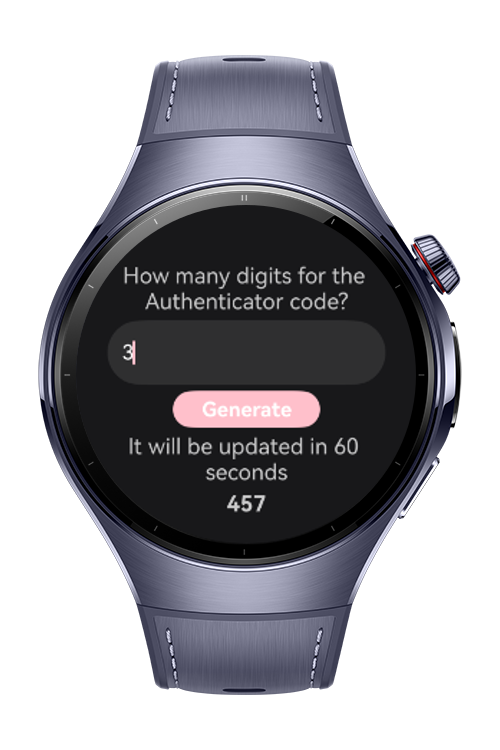 How many digits for the
Authenticator code?
3
Generate
It will be updated in 60
seconds
457